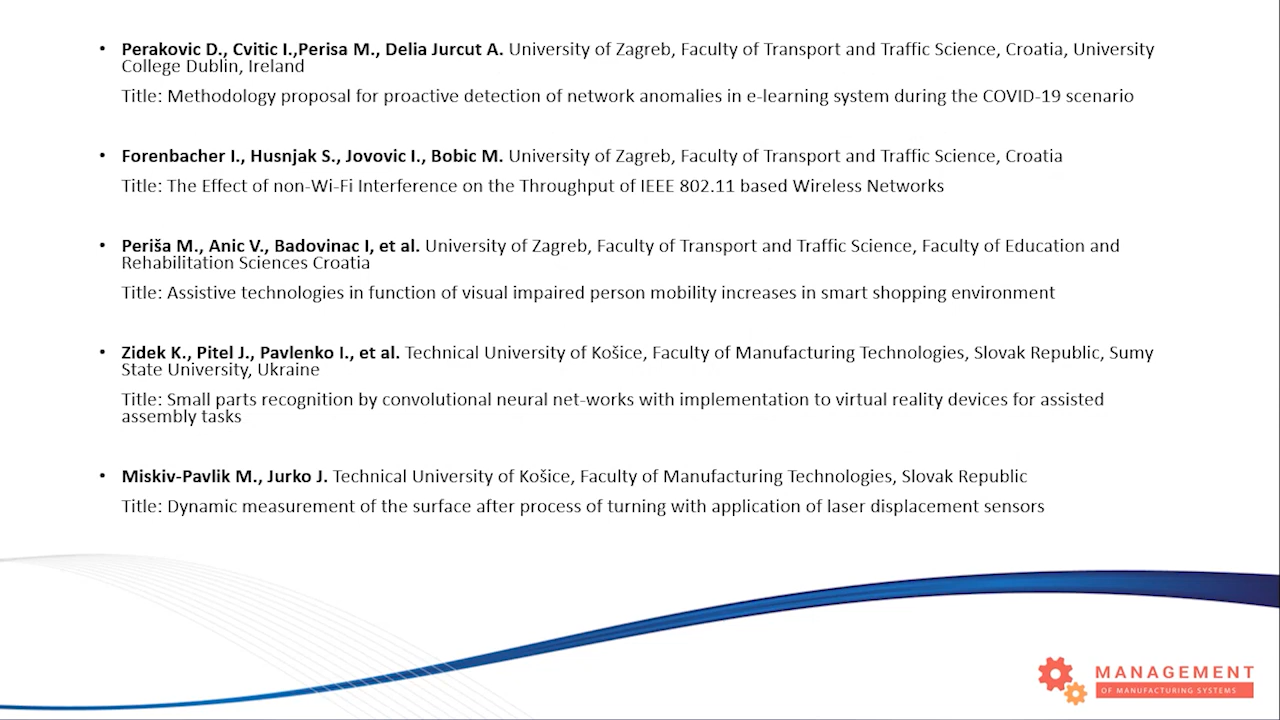 • Perakovic D., Cvitic I.,Perisa M., Delia Jurcut A. University of Zagreb, Faculty of Transport and Traffic Science, Croatia, University
College Dublin, Ireland
Title: Methodology proposal for proactive detection of network anomalies in e-learning system during the COVID-19 scenario
• Forenbacher I., Husnjak S., Jovovic I., Bobic M. University of Zagreb, Faculty of Transport and Traffic Science, Croatia
Title: The Effect of non-Wi-Fi Interference on the Throughput of IEEE 802.11 based Wireless Networks
• Periša M., Anic V., Badovinac I, et al. University of Zagreb, Faculty of Transport and Traffic Science, Faculty of Education and
Rehabilitation Sciences Croatia
Title: Assistive technologies in function of visual impaired person mobility increases in smart shopping environment
• Zidek K., Pitel J., Pavlenko I., et al. Technical University of Košice, Faculty of Manufacturing Technologies, Slovak Republic, Sumy
State University, Ukraine
Title: Small parts recognition by convolutional neural net-works with implementation to virtual reality devices for assisted
assembly tasks
• Miskiv-Pavlik M., Jurko J. Technical University of Košice, Faculty of Manufacturing Technologies, Slovak Republic
Title: Dynamic measurement of the surface after process of turning with application of laser displacement sensors
MANAGEMENT
OF MANUFACTURING SYSTEMS